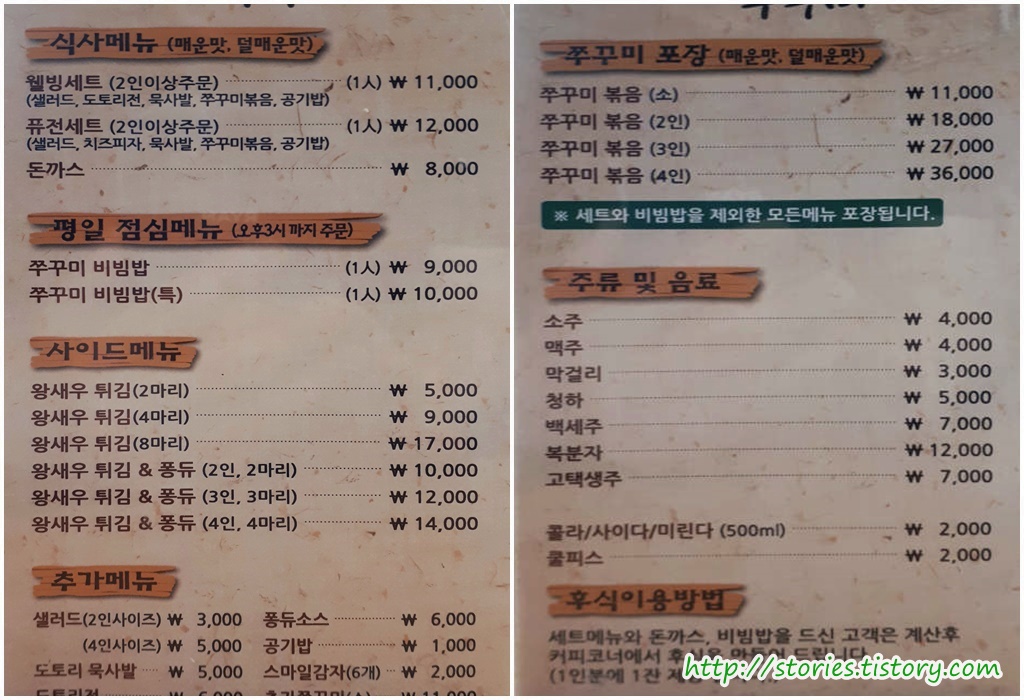 식사메뉴 (매운맛, 덜매운맛)
웰빙세트 (2인이상주문) (1人) ₩ 11,000
(샐러드, 도토리전, 묵사발, 쭈꾸미볶음, 공기밥)
퓨전세트 (2인이상주문) (1人) ₩ 12,000
(샐러드, 치즈피자, 묵사발, 쭈꾸미볶음, 공기밥)
돈까스 ₩ 8,000
평일 점심메뉴 (오후3시 까지 주문)
쭈꾸미 비빔밥 (1人) ₩ 9,000
쭈꾸미 비빔밥(특) (1人) ₩ 10,000
사이드메뉴
왕새우 튀김(2마리) ₩ 5,000
왕새우 튀김(4마리) ₩ 9,000
왕새우 튀김(8마리) ₩ 17,000
왕새우 튀김 & 퐁듀 (2인, 2마리) ₩ 10,000
왕새우 튀김 & 퐁듀 (3인, 3마리) ₩ 12,000
왕새우 튀김 & 퐁듀 (4인, 4마리) ₩ 14,000
추가메뉴
샐러드(2인사이즈) ₩ 3,000 퐁듀소스 ₩ 6,000
(4인사이즈) ₩ 5,000 공기밥 ₩ 1,000
도토리 묵사발 ₩ 5,000 스마일감자(6개) ₩ 2,000
도토리전
쭈꾸미 포장 (매운맛, 덜매운맛)
쭈꾸미 볶음 (소) ₩ 11,000
쭈꾸미 볶음 (2인) ₩ 18,000
쭈꾸미 볶음 (3인) ₩ 27,000
쭈꾸미 볶음 (4인) ₩ 36,000
※ 세트와 비빔밥을 제외한 모든메뉴 포장됩니다.
주류 및 음료
소주 ₩ 4,000
맥주 ₩ 4,000
막걸리 ₩ 3,000
청하 ₩ 5,000
백세주 ₩ 7,000
복분자 ₩ 12,000
고택생주 ₩ 7,000
콜라/사이다/미린다 (500ml) ₩ 2,000
쿨피스 ₩ 2,000
후식이용방법
세트메뉴와 돈까스, 비빔밥을 드신 고객은 계산후
커피코너에서
(1인분에 1잔
http://stories.tistory.com